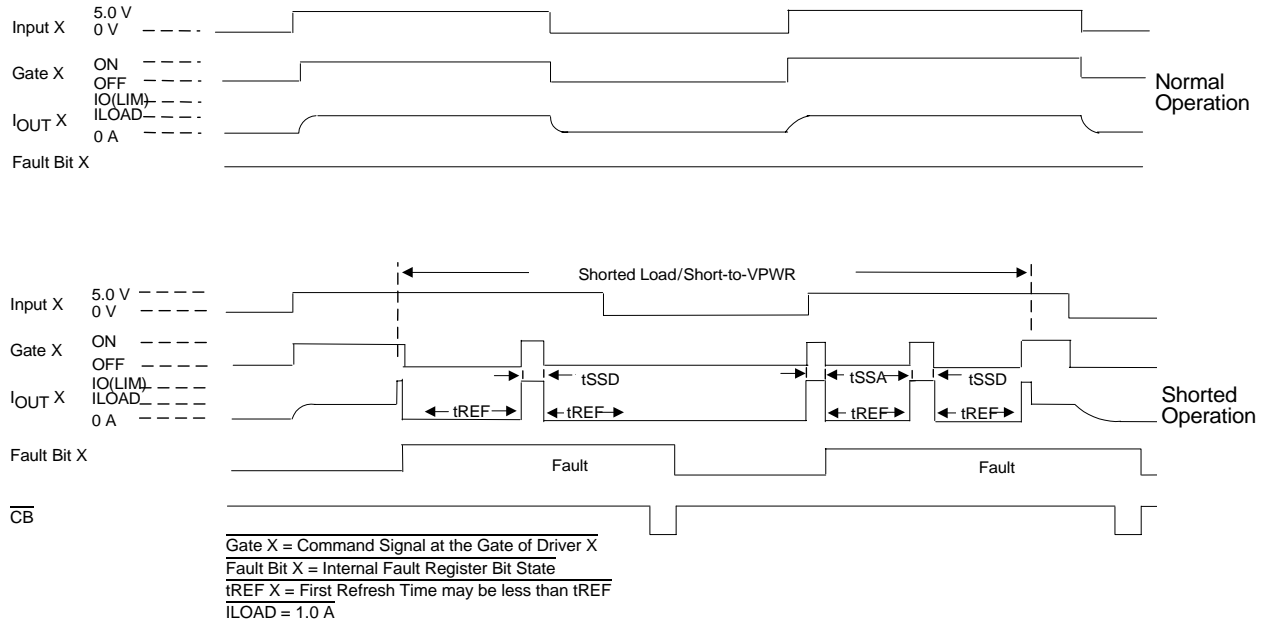 Input X 5.0 V
0 V
Gate X ON
OFF
IO(LIM)
IOUT X ILOAD
0 A
Fault Bit X
Normal
Operation
Shorted Load/Short-to-VPWR
Input X 5.0 V
0 V
Gate X ON
OFF
IO(LIM)
IOUT X ILOAD
0 A
tSSD tSSA tSSD
tREF tREF tREF tREF
Shorted
Operation
Fault Bit X Fault Fault
CB
Gate X = Command Signal at the Gate of Driver X
Fault Bit X = Internal Fault Register Bit State
tREF X = First Refresh Time may be less than tREF
ILOAD = 1.0 A